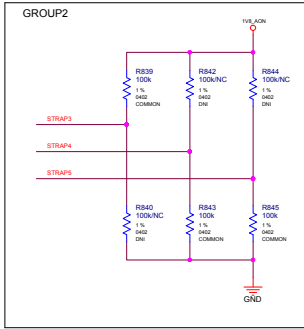 GROUP2
1V8_AON
R839
100k
1 %
0402
COMMON
R842
100k/NC
1 %
0402
DNI
R844
100k/NC
1 %
0402
DNI
STRAP3
STRAP4
STRAP5
R840
100k/NC
1 %
0402
DNI
R843
100k
1 %
0402
COMMON
R845
100k
1 %
0402
COMMON
GND